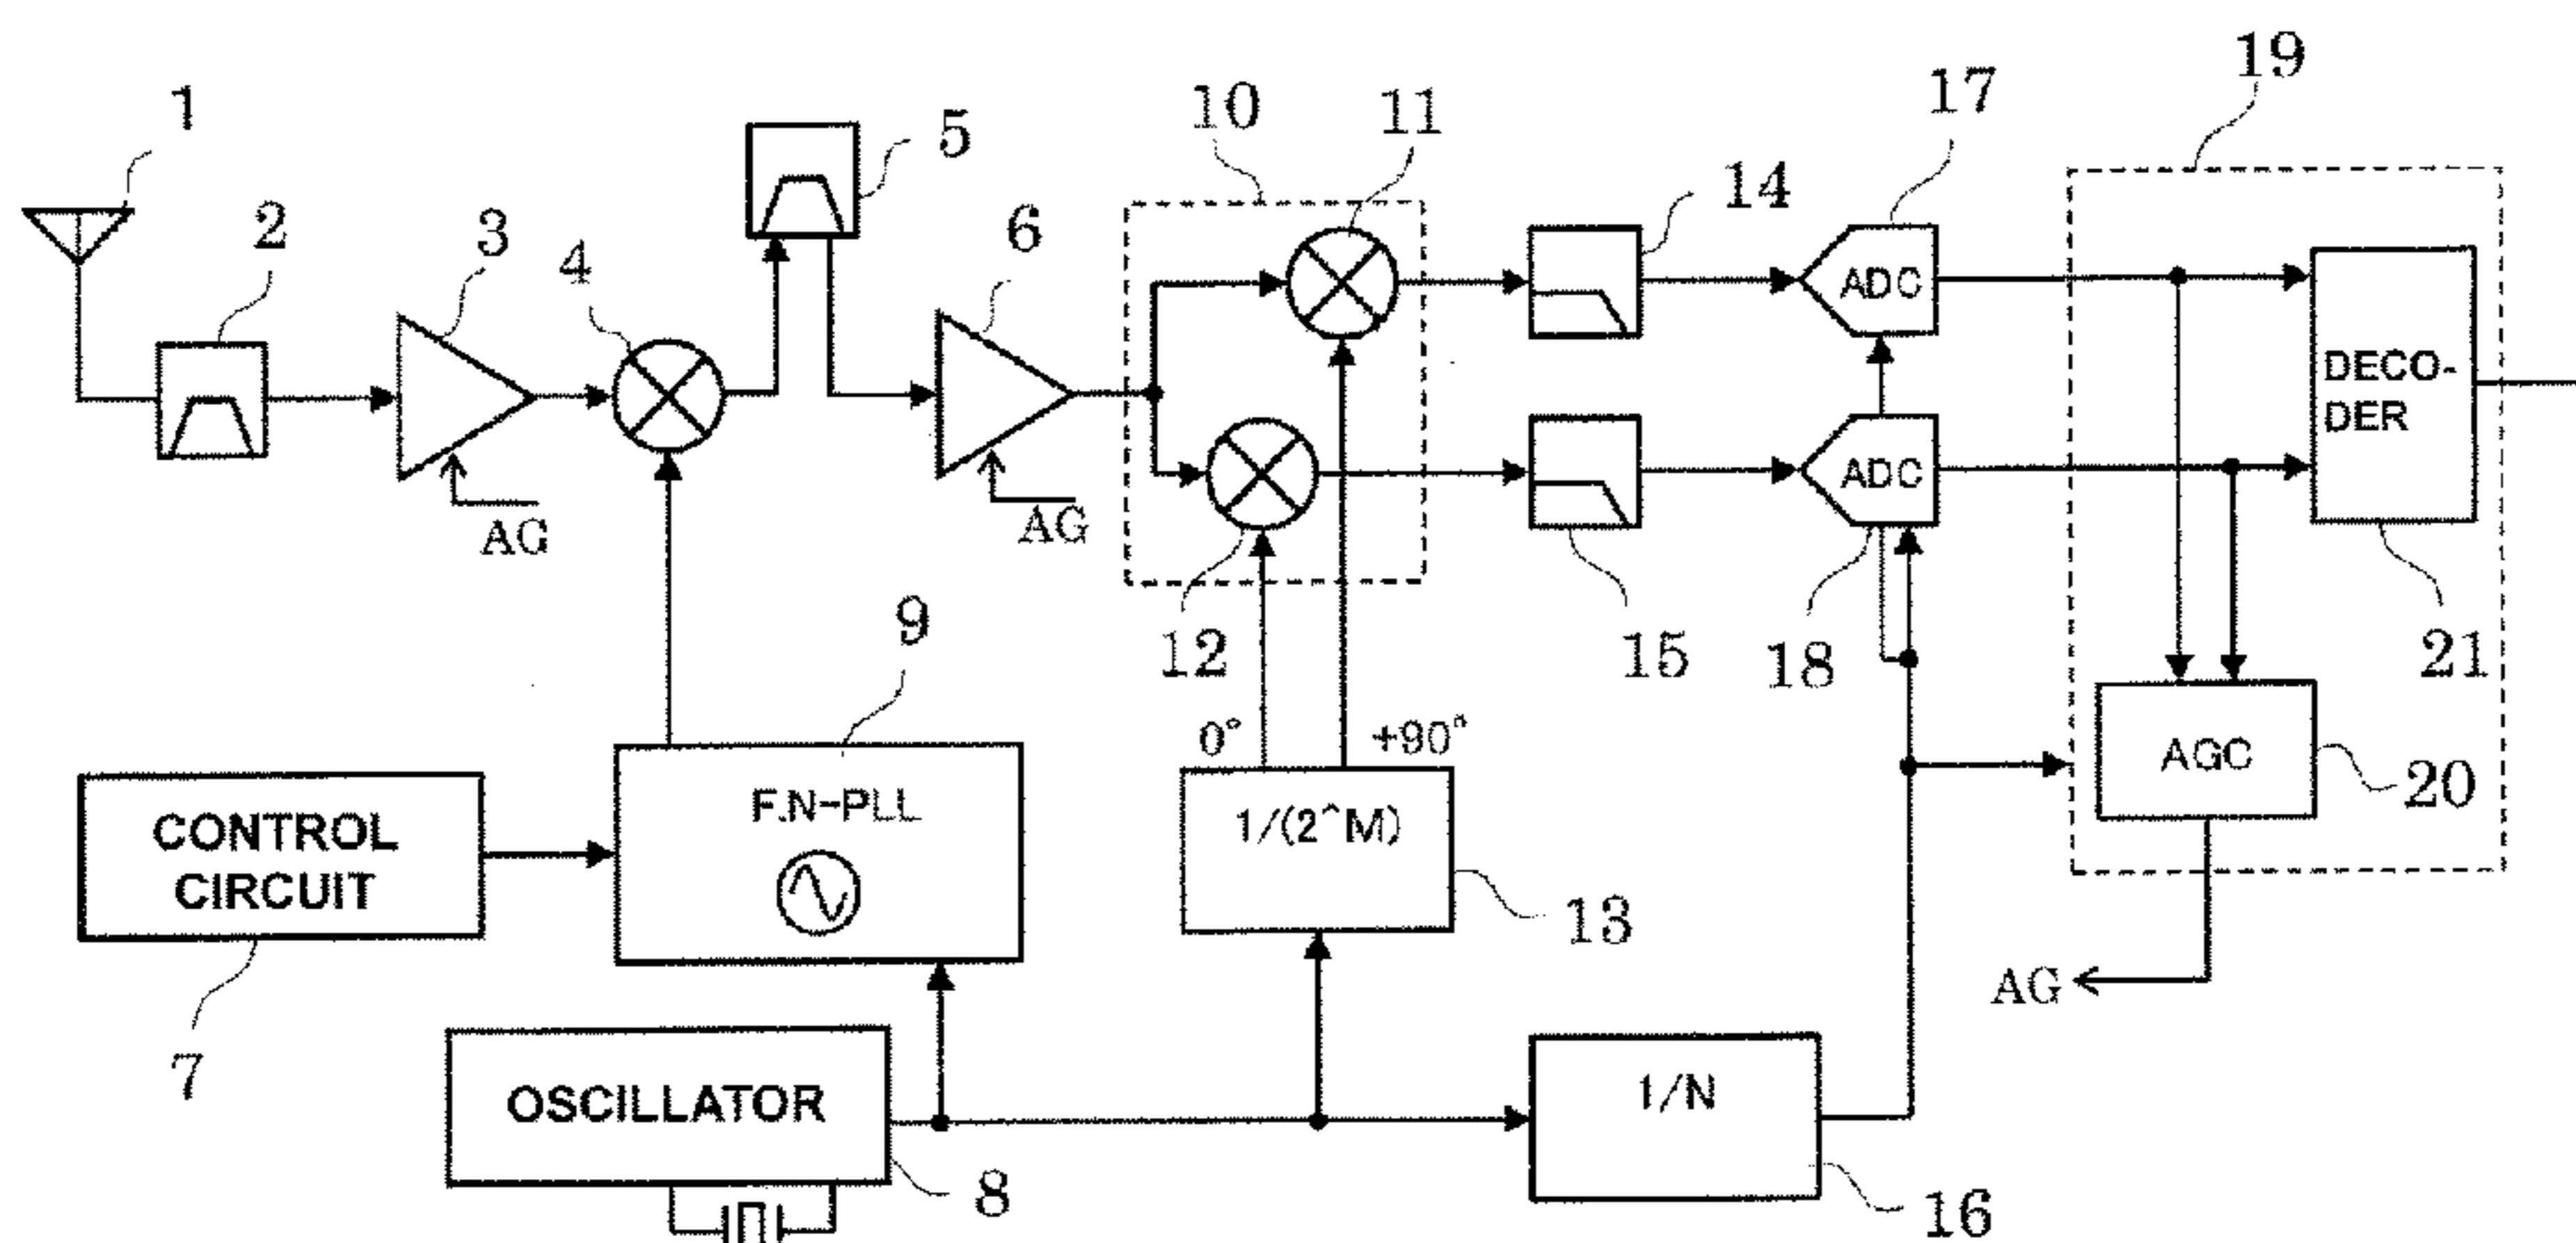 1
2
3
4
5
6
10
11
14
17
19
ADC
ADC
DECO-
DER
AG
AG
12
15
18
21
9
0°
+90°
F.N-PLL
CONTROL
CIRCUIT
1/(2^M)
13
AGC
20
AG
7
OSCILLATOR
8
1/N
16